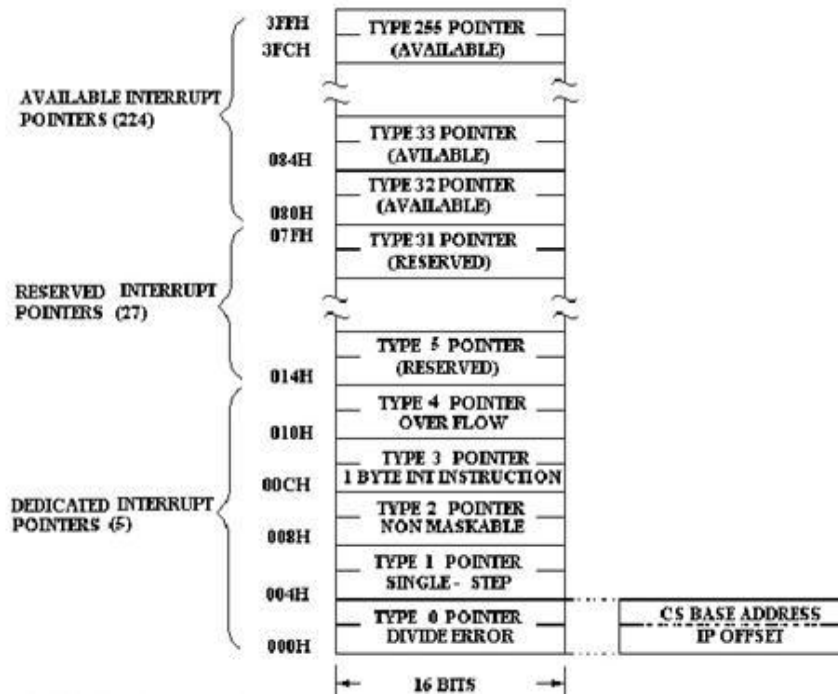 3FFH
TYPE 255 POINTER
3FCH
(AVAILABLE)
AVAILABLE INTERRUPT
POINTERS (224)
TYPE 33 POINTER
(AVILABLE)
084H
TYPE 32 POINTER
(AVAILABLE)
080H
07FH
TYPE 31 POINTER
(RESERVED)
RESERVED INTERRUPT
POINTERS (27)
TYPE 5 POINTER
(RESERVED)
014H
TYPE 4 POINTER
OVER FLOW
010H
TYPE 3 POINTER
1 BYTE INT INSTRUCTION
00CH
DEDICATED INTERRUPT
POINTERS (5)
TYPE 2 POINTER
NON MASKABLE
008H
TYPE 1 POINTER
SINGLE - STEP
004H
TYPE 0 POINTER
DIVIDE ERROR
000H
CS BASE ADDRESS
IP OFFSET
16 BITS